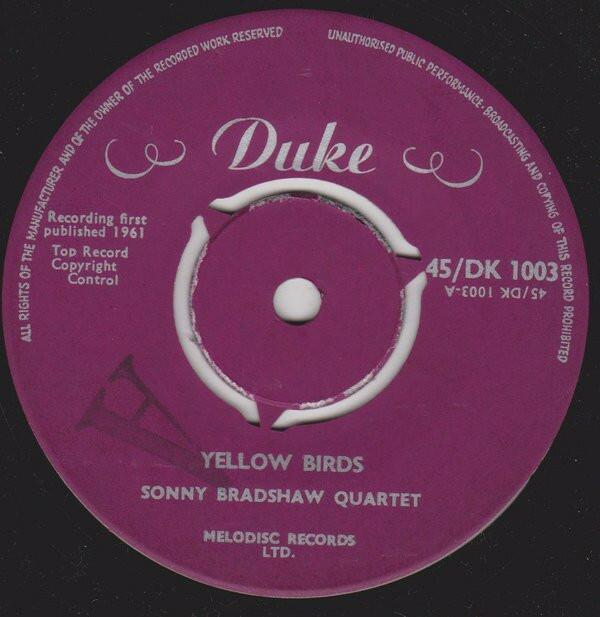 ALL RIGHTS OF THE MANUFACTURER AND OF THE OWNER OF THE RECORDED WORK RESERVED
UNAUTHORISED PUBLIC PERFORMANCE · BROADCASTING AND COPYING OF THIS RECORD PROHIBITED
Duke
Recording first
published 1961
Top Record
Copyright
Control
45/DK 1003
45/DK 1003-A
A
YELLOW BIRDS
SONNY BRADSHAW QUARTET
MELODISC RECORDS
LTD.